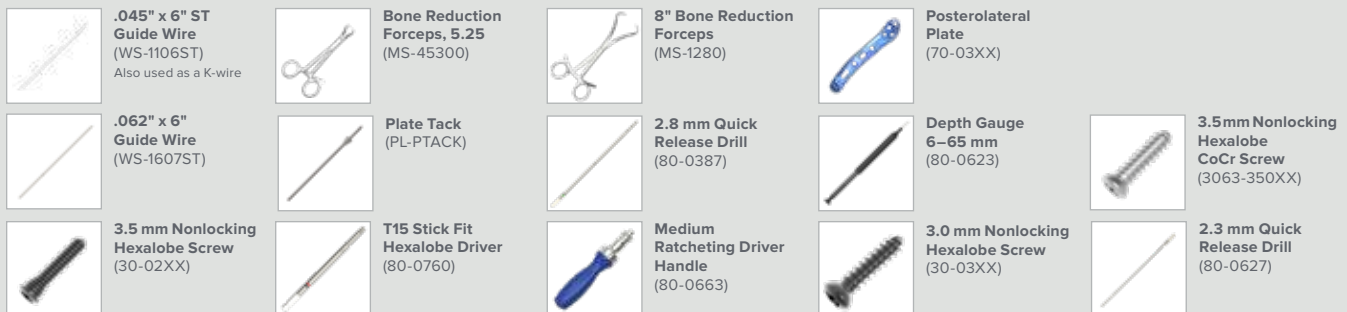 .045" x 6" ST
Guide Wire
(WS-1106ST)
Also used as a K-wire
Bone Reduction
Forceps, 5.25
(MS-45300)
8" Bone Reduction
Forceps
(MS-1280)
Posterolateral
Plate
(70-03XX)
.062" x 6"
Guide Wire
(WS-1607ST)
Plate Tack
(PL-PTACK)
2.8 mm Quick
Release Drill
(80-0387)
Depth Gauge
6–65 mm
(80-0623)
3.5 mm Nonlocking
Hexalobe
CoCr Screw
(3063-350XX)
3.5 mm Nonlocking
Hexalobe Screw
(30-02XX)
T15 Stick Fit
Hexalobe Driver
(80-0760)
Medium
Ratcheting Driver
Handle
(80-0663)
3.0 mm Nonlocking
Hexalobe Screw
(30-03XX)
2.3 mm Quick
Release Drill
(80-0627)